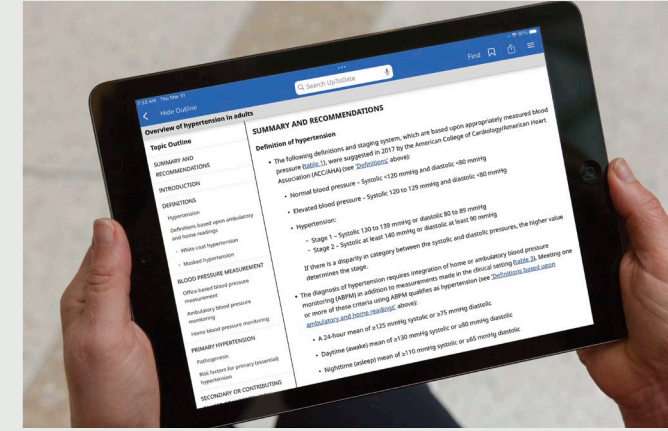 7:33 AM Thu Mar 31
91%
Hide Outline
Search UpToDate
Find
Overview of hypertension in adults
Topic Outline
SUMMARY AND
RECOMMENDATIONS
INTRODUCTION
DEFINITIONS
Hypertension
Definitions based upon ambulatory
and home readings
• White coat hypertension
• Masked hypertension
BLOOD PRESSURE MEASUREMENT
Office-based blood pressure
measurement
Ambulatory blood pressure
monitoring
Home blood pressure monitoring
PRIMARY HYPERTENSION
Pathogenesis
Risk factors for primary (essential)
hypertension
SECONDARY OR CONTRIBUTING
SUMMARY AND RECOMMENDATIONS
Definition of hypertension
• The following definitions and staging system, which are based upon appropriately measured blood
pressure (table 1), were suggested in 2017 by the American College of Cardiology/American Heart
Association (ACC/AHA) (see 'Definitions' above):
• Normal blood pressure – Systolic <120 mmHg and diastolic <80 mmHg
• Elevated blood pressure – Systolic 120 to 129 mmHg and diastolic <80 mmHg
• Hypertension:
- Stage 1 – Systolic 130 to 139 mmHg or diastolic 80 to 89 mmHg
- Stage 2 – Systolic at least 140 mmHg or diastolic at least 90 mmHg
If there is a disparity in category between the systolic and diastolic pressures, the higher value
determines the stage.
• The diagnosis of hypertension requires integration of home or ambulatory blood pressure
monitoring (ABPM) in addition to measurements made in the clinical setting (table 3). Meeting one
or more of these criteria using ABPM qualifies as hypertension (see 'Definitions based upon
ambulatory and home readings' above):
• A 24-hour mean of ≥125 mmHg systolic or ≥75 mmHg diastolic
• Daytime (awake) mean of ≥130 mmHg systolic or ≥80 mmHg diastolic
• Nighttime (asleep) mean of ≥110 mmHg systolic or ≥65 mmHg diastolic